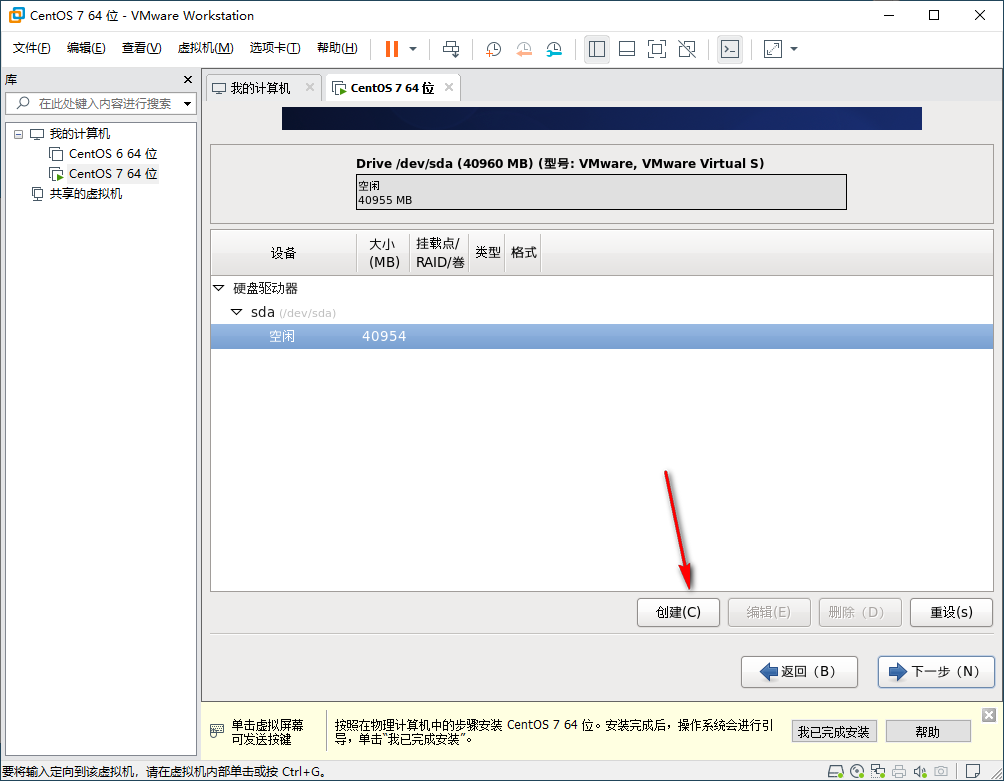 CentOS 7 64 位 - VMware Workstation
文件(F) 编辑(E) 查看(V) 虚拟机(M) 选项卡(T) 帮助(H)
库
在此处键入内容进行搜索
我的计算机
CentOS 6 64 位
CentOS 7 64 位
共享的虚拟机
我的计算机 CentOS 7 64 位
Drive /dev/sda (40960 MB) (型号: VMware, VMware Virtual S)
空闲
40955 MB
设备 大小 (MB) 挂载点/ RAID/卷 类型 格式
硬盘驱动器
sda (/dev/sda)
空闲 40954
创建(C) 编辑(E) 删除（D） 重设(s)
返回（B） 下一步（N）
单击虚拟屏幕
可发送按键
按照在物理计算机中的步骤安装 CentOS 7 64 位。安装完成后，操作系统会进行引
导，单击“我已完成安装”。
我已完成安装 帮助
要将输入定向到该虚拟机，请在虚拟机内部单击或按 Ctrl+G。